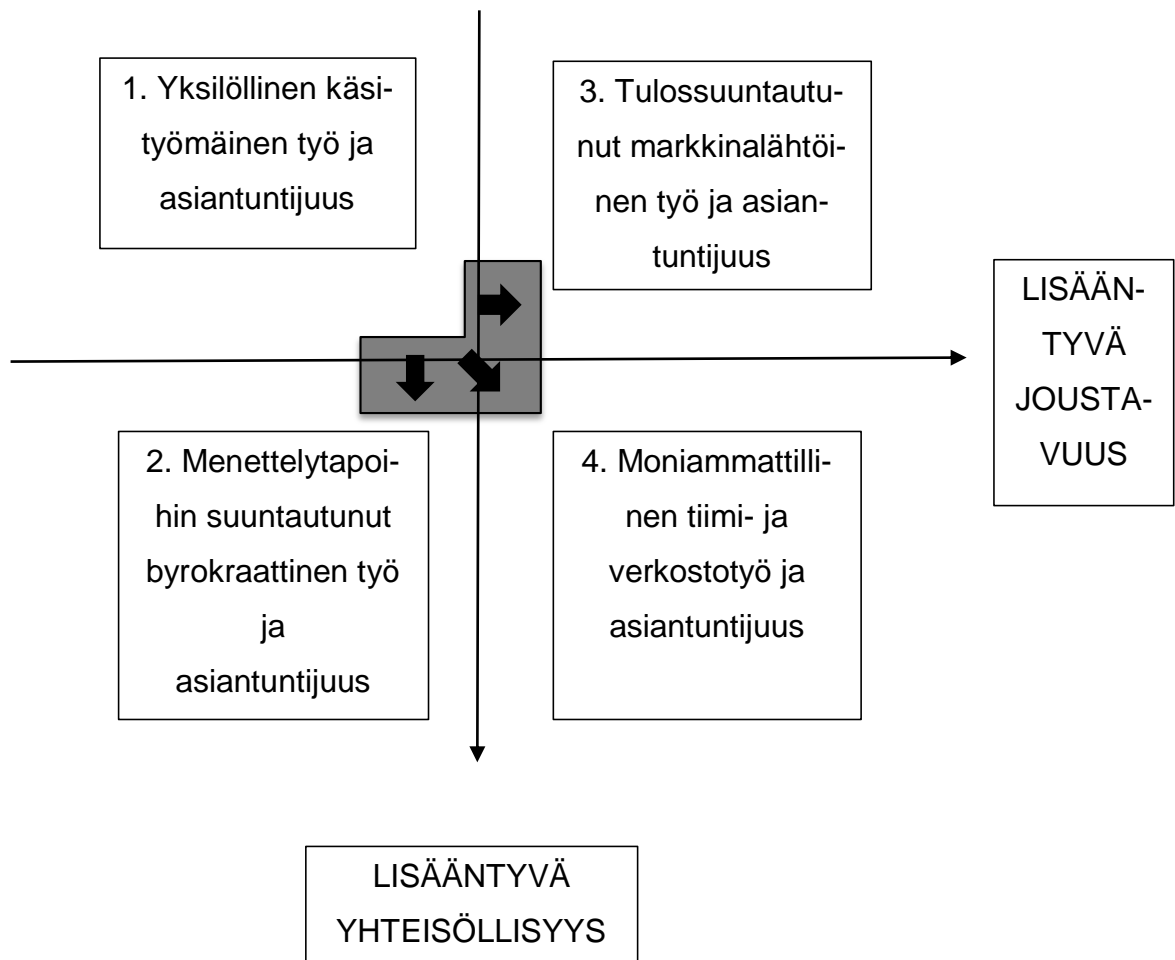 1. Yksilöllinen käsi-
työmäinen työ ja
asiantuntijuus
3. Tulossuuntautu-
nut markkinalähtöi-
nen työ ja asian-
tuntijuus
LISÄÄN-
TYVÄ
JOUSTA-
VUUS
2. Menettelytapoi-
hin suuntautunut
byrokraattinen työ
ja
asiantuntijuus
4. Moniammattilli-
nen tiimi- ja
verkostotyö ja
asiantuntijuus
LISÄÄNTYVÄ
YHTEISÖLLISYYS